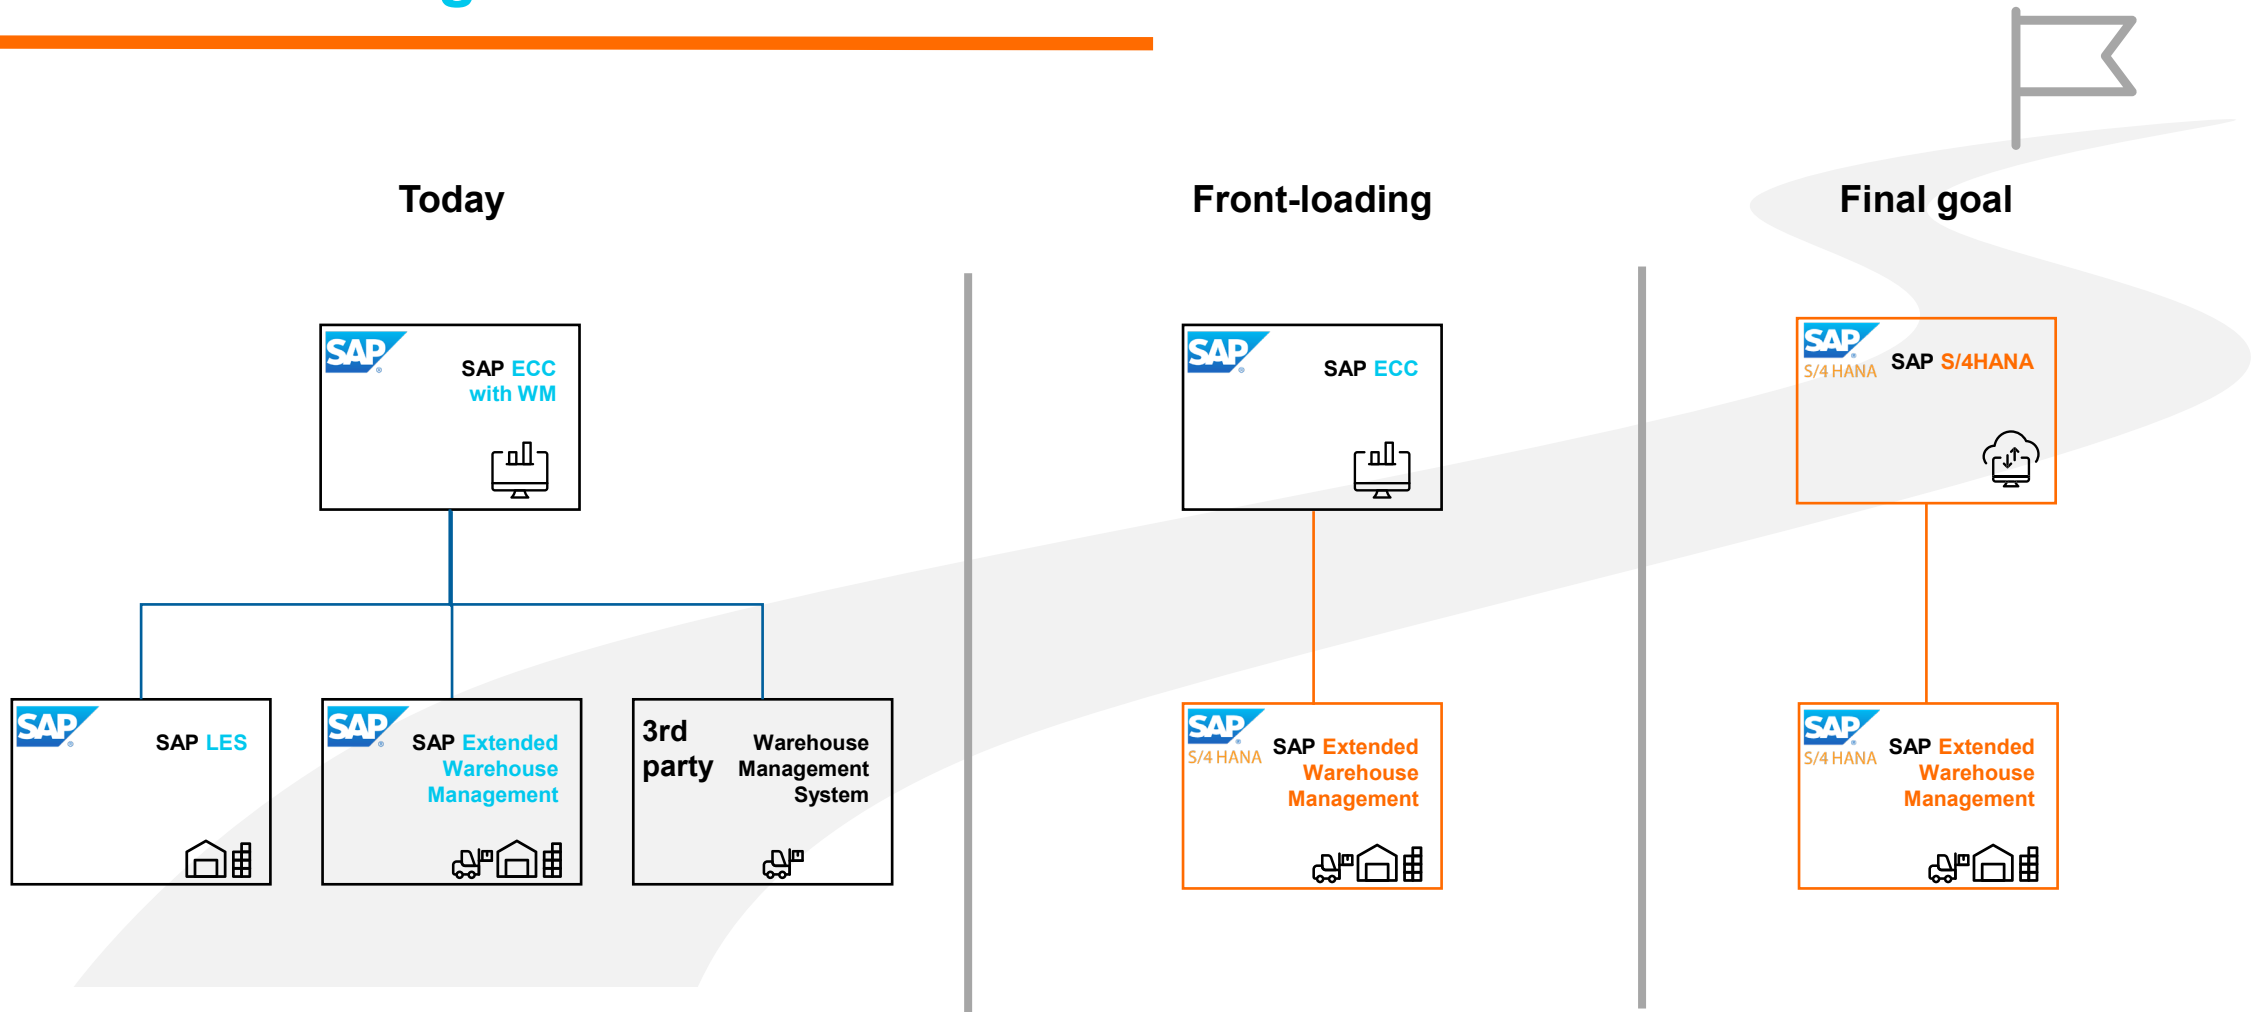 Today
Front-loading
Final goal
SAP
SAP ECC
with WM
SAP
SAP ECC
SAP
S/4 HANA
SAP S/4HANA
SAP
SAP LES
SAP
SAP Extended
Warehouse
Management
3rd
party
Warehouse
Management
System
SAP
S/4 HANA
SAP Extended
Warehouse
Management
SAP
S/4 HANA
SAP Extended
Warehouse
Management